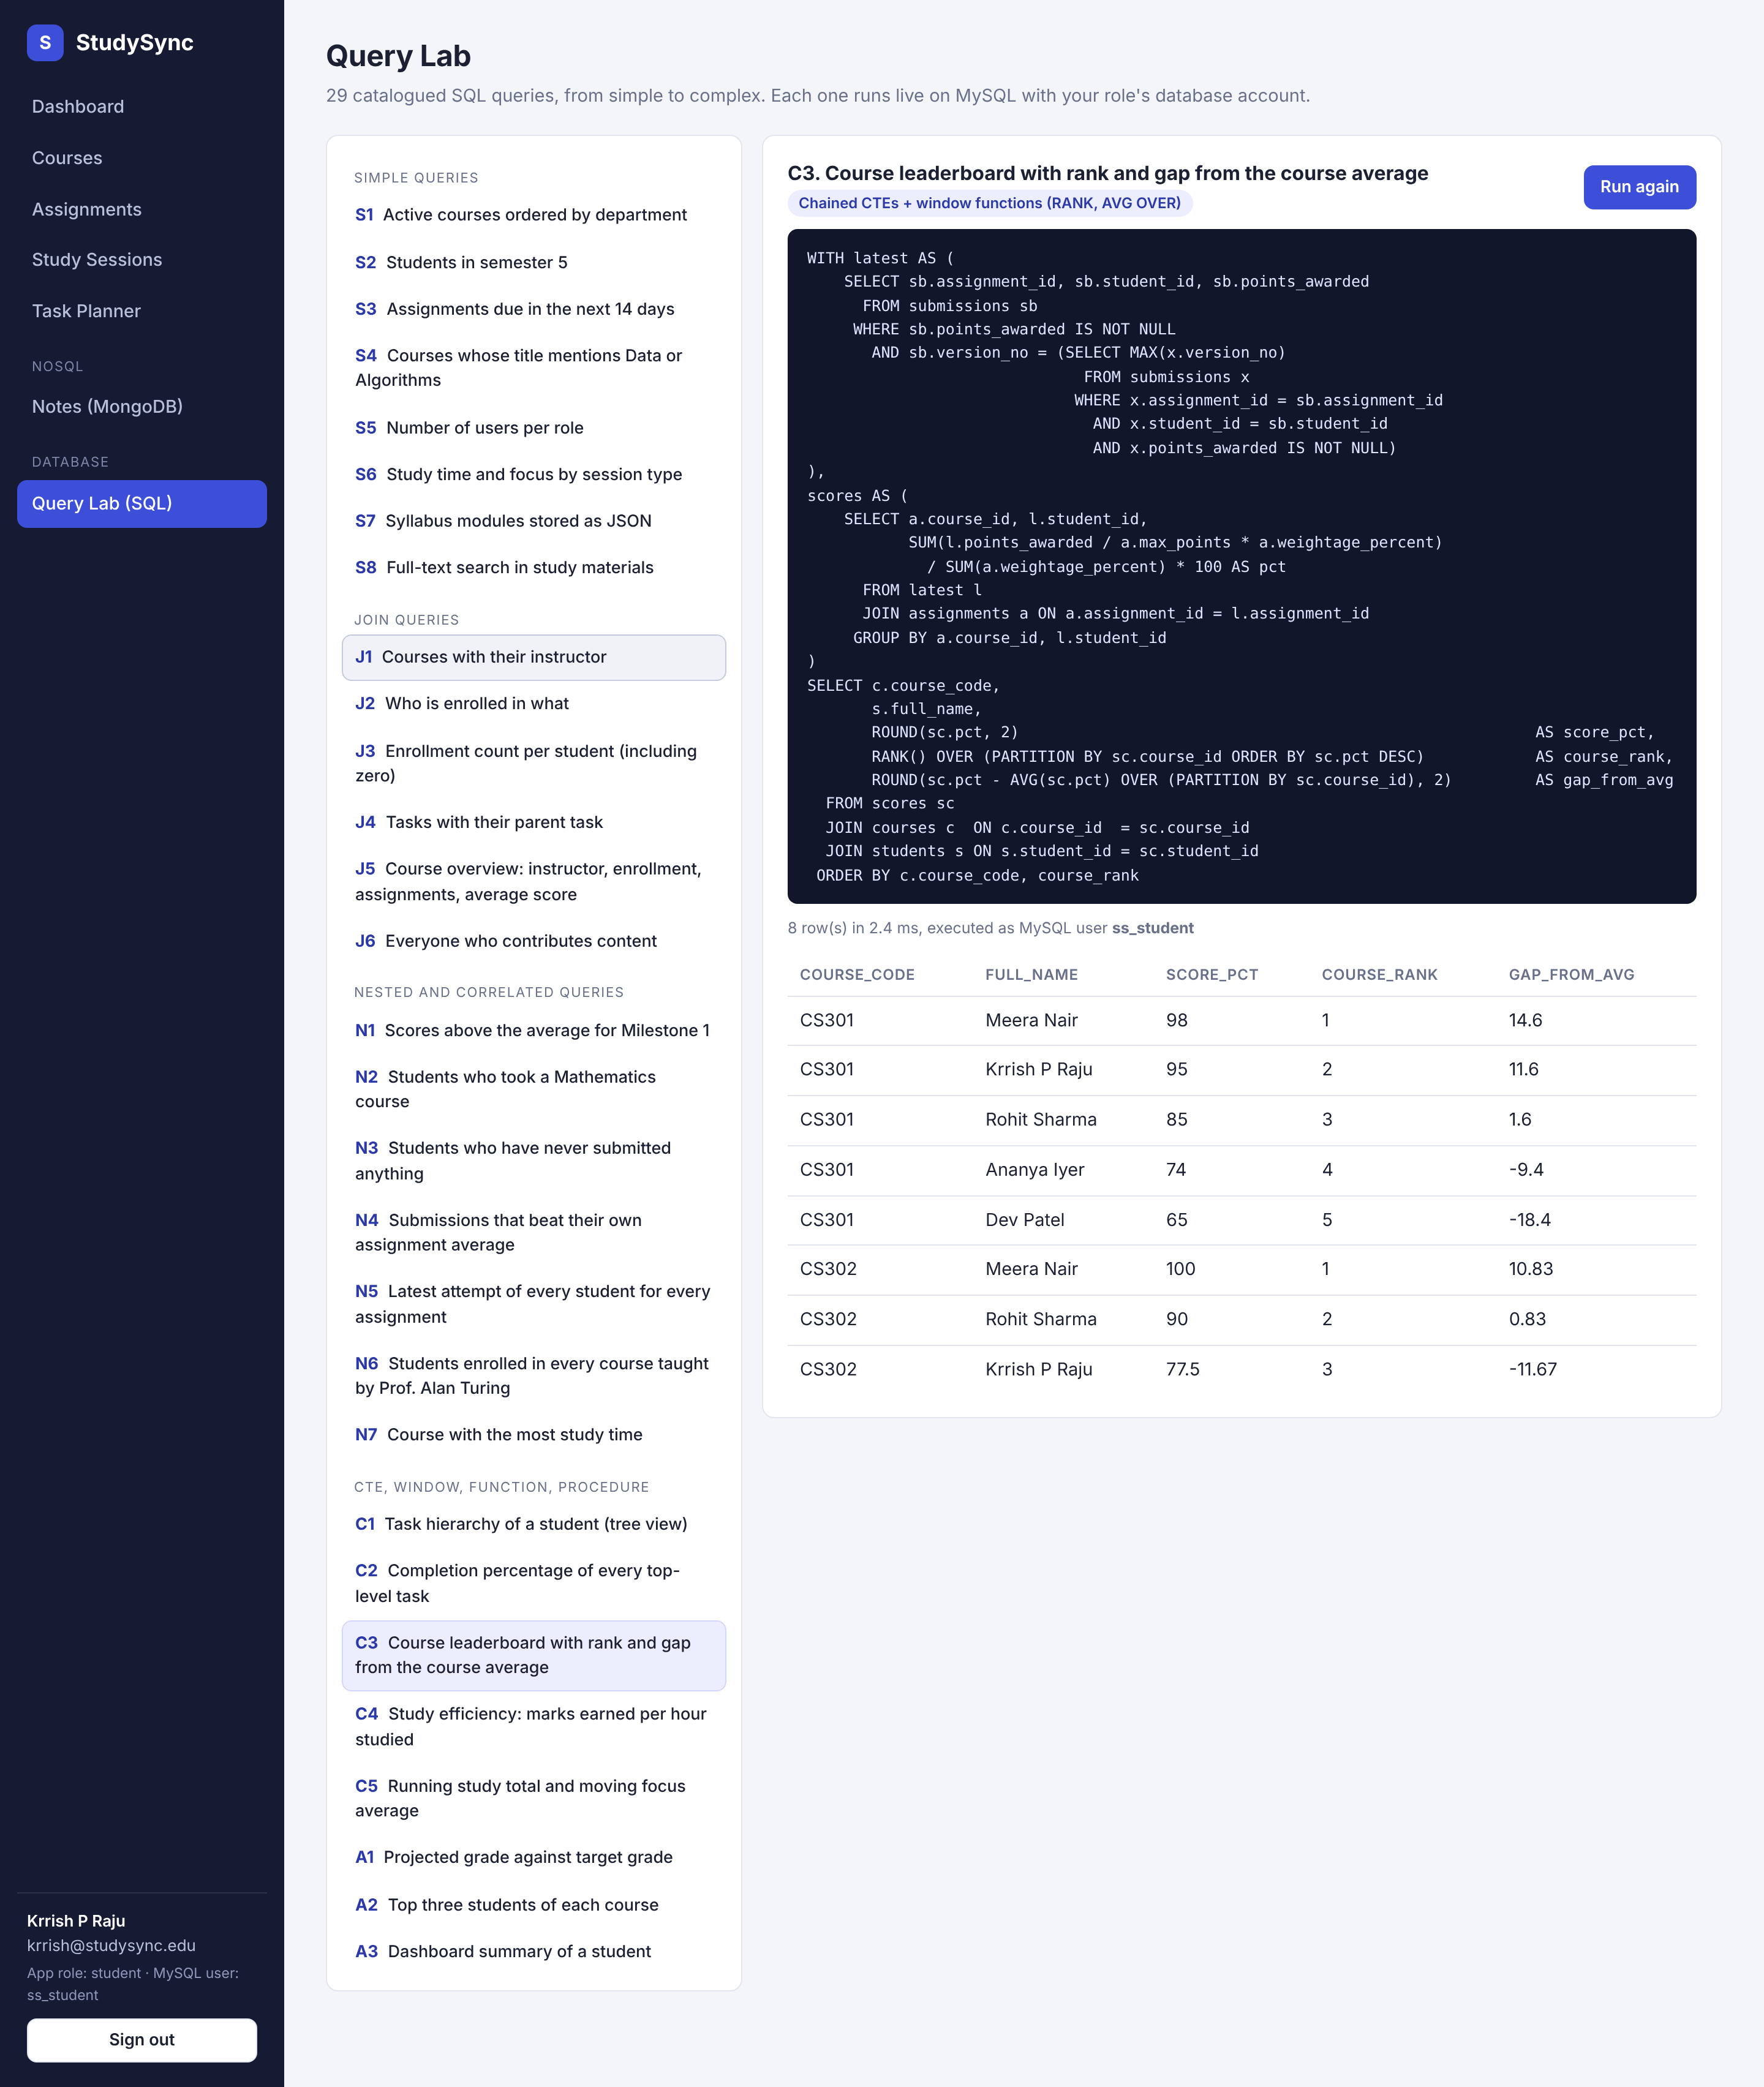 S StudySync
Dashboard
Courses
Assignments
Study Sessions
Task Planner
NOSQL
Notes (MongoDB)
DATABASE
Query Lab (SQL)
Krrish P Raju
krrish@studysync.edu
App role: student · MySQL user:
ss_student
Sign out
Query Lab
29 catalogued SQL queries, from simple to complex. Each one runs live on MySQL with your role's database account.
SIMPLE QUERIES
S1 Active courses ordered by department
S2 Students in semester 5
S3 Assignments due in the next 14 days
S4 Courses whose title mentions Data or
Algorithms
S5 Number of users per role
S6 Study time and focus by session type
S7 Syllabus modules stored as JSON
S8 Full-text search in study materials
JOIN QUERIES
J1 Courses with their instructor
J2 Who is enrolled in what
J3 Enrollment count per student (including
zero)
J4 Tasks with their parent task
J5 Course overview: instructor, enrollment,
assignments, average score
J6 Everyone who contributes content
NESTED AND CORRELATED QUERIES
N1 Scores above the average for Milestone 1
N2 Students who took a Mathematics
course
N3 Students who have never submitted
anything
N4 Submissions that beat their own
assignment average
N5 Latest attempt of every student for every
assignment
N6 Students enrolled in every course taught
by Prof. Alan Turing
N7 Course with the most study time
CTE, WINDOW, FUNCTION, PROCEDURE
C1 Task hierarchy of a student (tree view)
C2 Completion percentage of every top-
level task
C3 Course leaderboard with rank and gap
from the course average
C4 Study efficiency: marks earned per hour
studied
C5 Running study total and moving focus
average
A1 Projected grade against target grade
A2 Top three students of each course
A3 Dashboard summary of a student
C3. Course leaderboard with rank and gap from the course average
Chained CTEs + window functions (RANK, AVG OVER)
Run again
WITH latest AS (
    SELECT sb.assignment_id, sb.student_id, sb.points_awarded
      FROM submissions sb
     WHERE sb.points_awarded IS NOT NULL
       AND sb.version_no = (SELECT MAX(x.version_no)
                              FROM submissions x
                             WHERE x.assignment_id = sb.assignment_id
                               AND x.student_id = sb.student_id
                               AND x.points_awarded IS NOT NULL)
),
scores AS (
    SELECT a.course_id, l.student_id,
           SUM(l.points_awarded / a.max_points * a.weightage_percent)
             / SUM(a.weightage_percent) * 100 AS pct
      FROM latest l
      JOIN assignments a ON a.assignment_id = l.assignment_id
     GROUP BY a.course_id, l.student_id
)
SELECT c.course_code,
       s.full_name,
       ROUND(sc.pct, 2)                                                        AS score_pct,
       RANK() OVER (PARTITION BY sc.course_id ORDER BY sc.pct DESC)            AS course_rank,
       ROUND(sc.pct - AVG(sc.pct) OVER (PARTITION BY sc.course_id), 2)         AS gap_from_avg
  FROM scores sc
  JOIN courses c  ON c.course_id  = sc.course_id
  JOIN students s ON s.student_id = sc.student_id
 ORDER BY c.course_code, course_rank
8 row(s) in 2.4 ms, executed as MySQL user ss_student
COURSE_CODE FULL_NAME SCORE_PCT COURSE_RANK GAP_FROM_AVG
CS301 Meera Nair 98 1 14.6
CS301 Krrish P Raju 95 2 11.6
CS301 Rohit Sharma 85 3 1.6
CS301 Ananya Iyer 74 4 -9.4
CS301 Dev Patel 65 5 -18.4
CS302 Meera Nair 100 1 10.83
CS302 Rohit Sharma 90 2 0.83
CS302 Krrish P Raju 77.5 3 -11.67